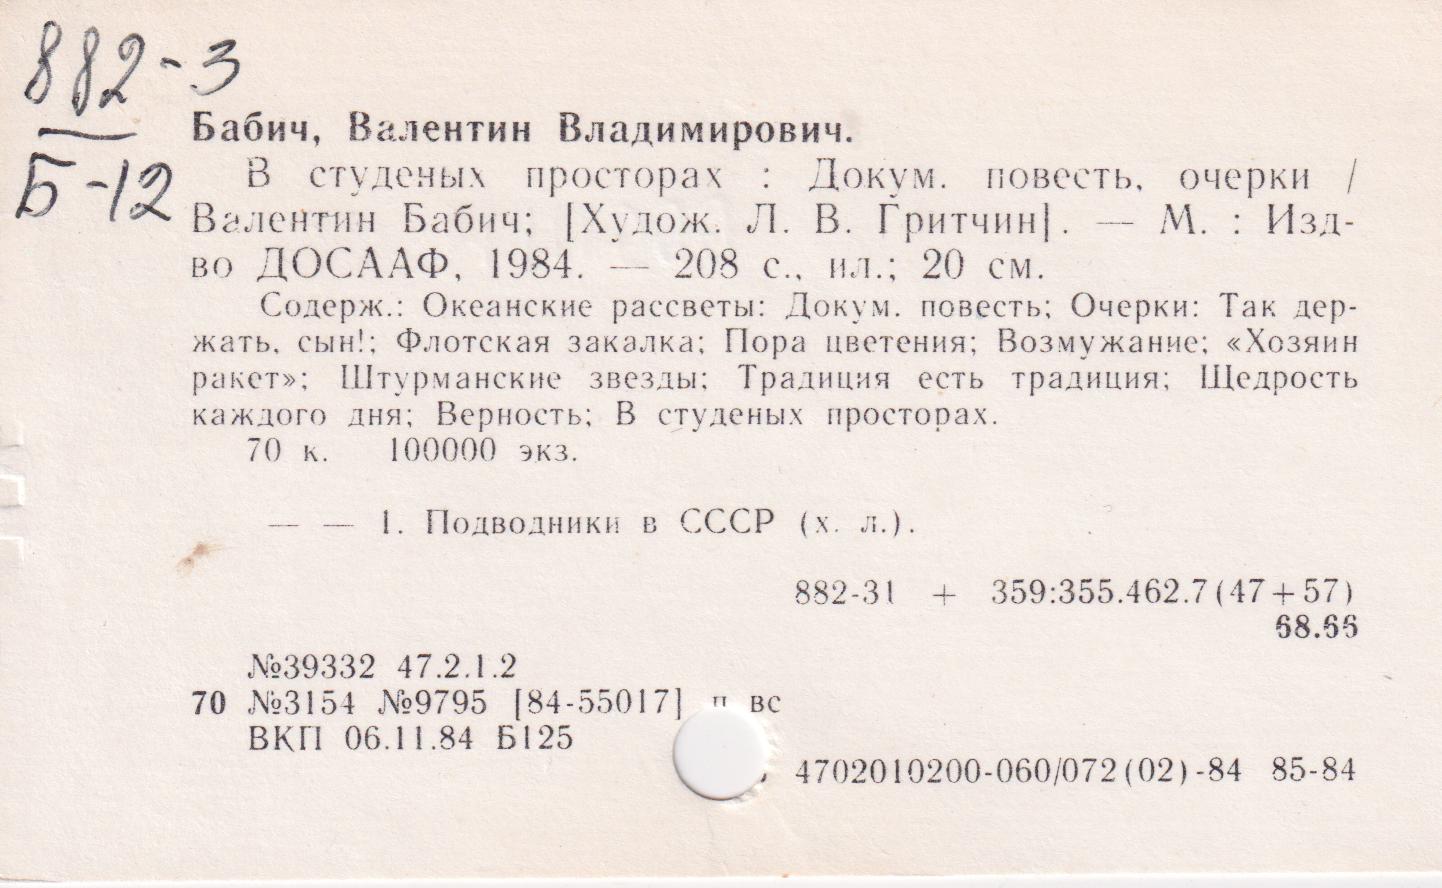 882-3
Б-12
Бабич, Валентин Владимирович.
В студеных просторах : Докум. повесть, очерки /
Валентин Бабич; [Худож. Л. В. Гритчин]. — М. : Изд-
во ДОСААФ, 1984. — 208 с., ил.; 20 см.
Содерж.: Океанские рассветы: Докум. повесть; Очерки: Так дер-
жать, сын!; Флотская закалка; Пора цветения; Возмужание; «Хозяин
ракет»; Штурманские звезды; Традиция есть традиция; Щедрость
каждого дня; Верность; В студеных просторах.
70 к. 100000 экз.
— — 1. Подводники в СССР (х. л.).
882-31 + 359:355.462.7(47+57)
68.66
№39332 47.2.1.2
70 №3154 №9795 [84-55017] п вс
ВКП 06.11.84 Б125
4702010200-060/072(02)-84 85-84